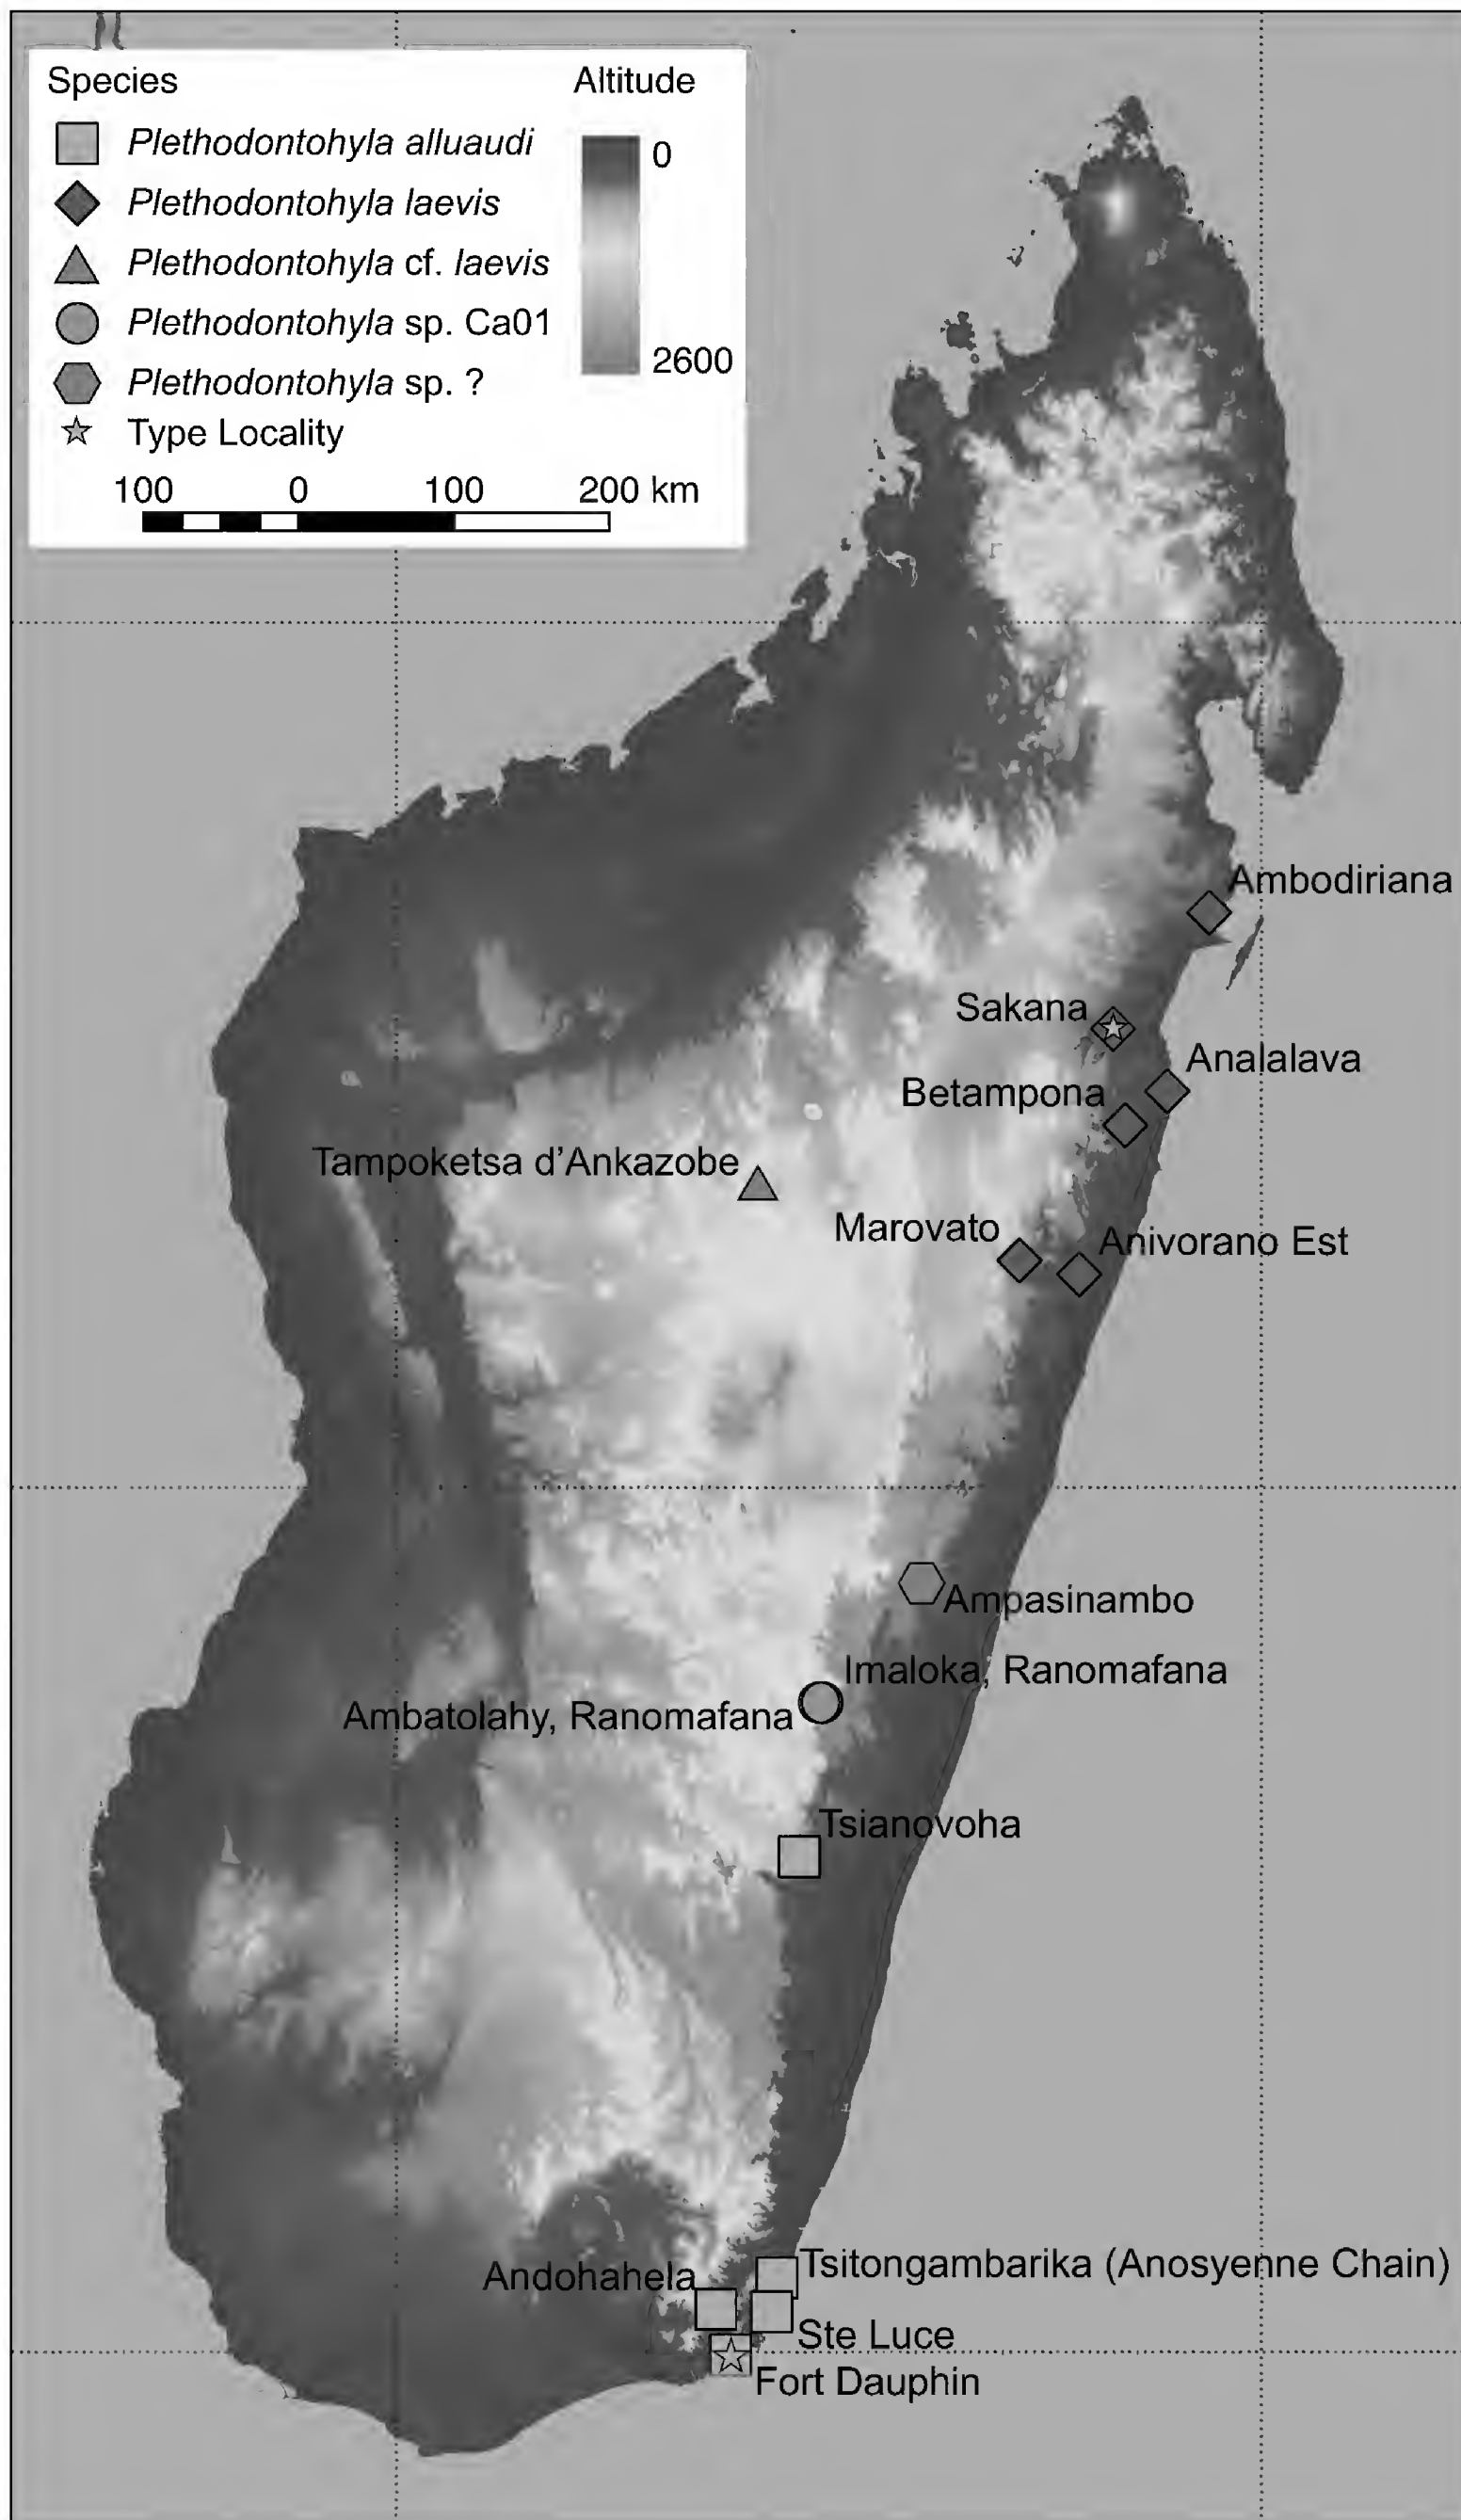 Species
Altitude
Plethodontohyla alluaudi
0
Plethodontohyla laevis
Plethodontohyla cf. laevis
Plethodontohyla sp. Ca01
2600
Plethodontohyla sp. ?
Type Locality
100 0 100 200 km
Ambodiriana
Sakana
Analalava
Betampona
Tampoketsa d’Ankazobe
Marovato
Anivorano Est
Ampasinambo
Imaloka, Ranomafana
Ambatolahy, Ranomafana
Tsianovoha
Tsitongambarika (Anosyenne Chain)
Andohahela
Ste Luce
Fort Dauphin